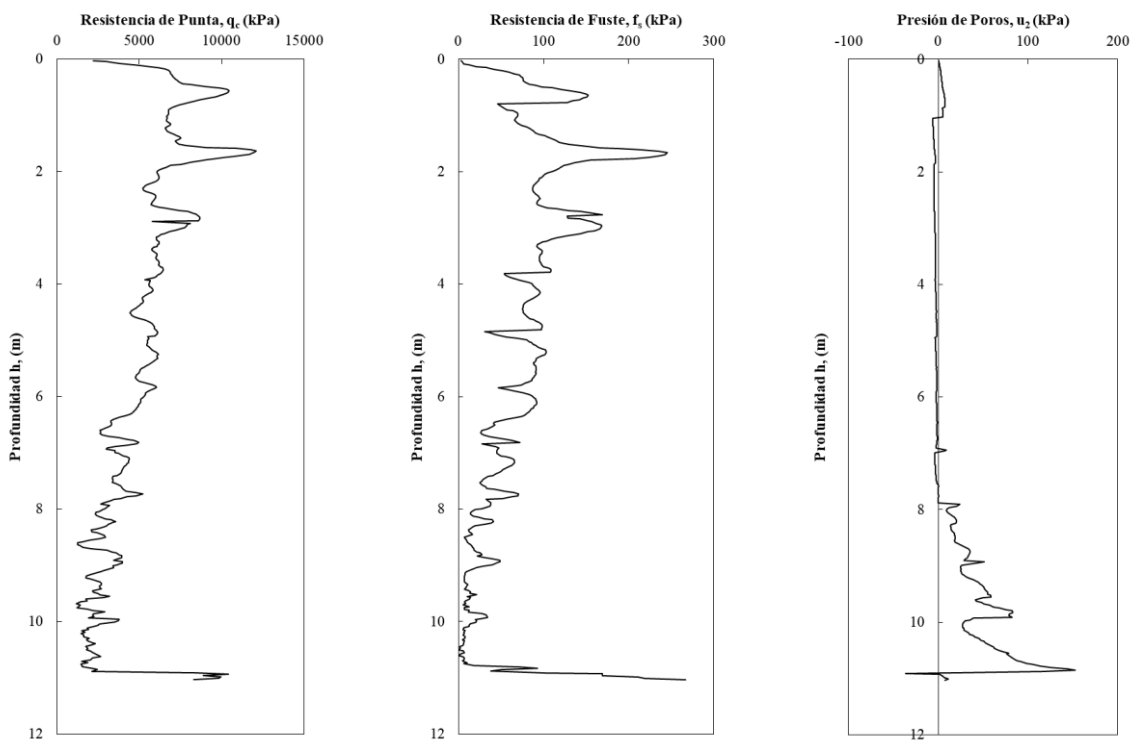 Resistencia de Punta, qc (kPa)
0 5000 10000 15000
0
2
4
6
8
10
12
Profundidad h, (m)
Resistencia de Fuste, fs (kPa)
0 100 200 300
0
2
4
6
8
10
12
Profundidad h, (m)
Presión de Poros, u2 (kPa)
-100 0 100 200
0
2
4
6
8
10
12
Profundidad h, (m)